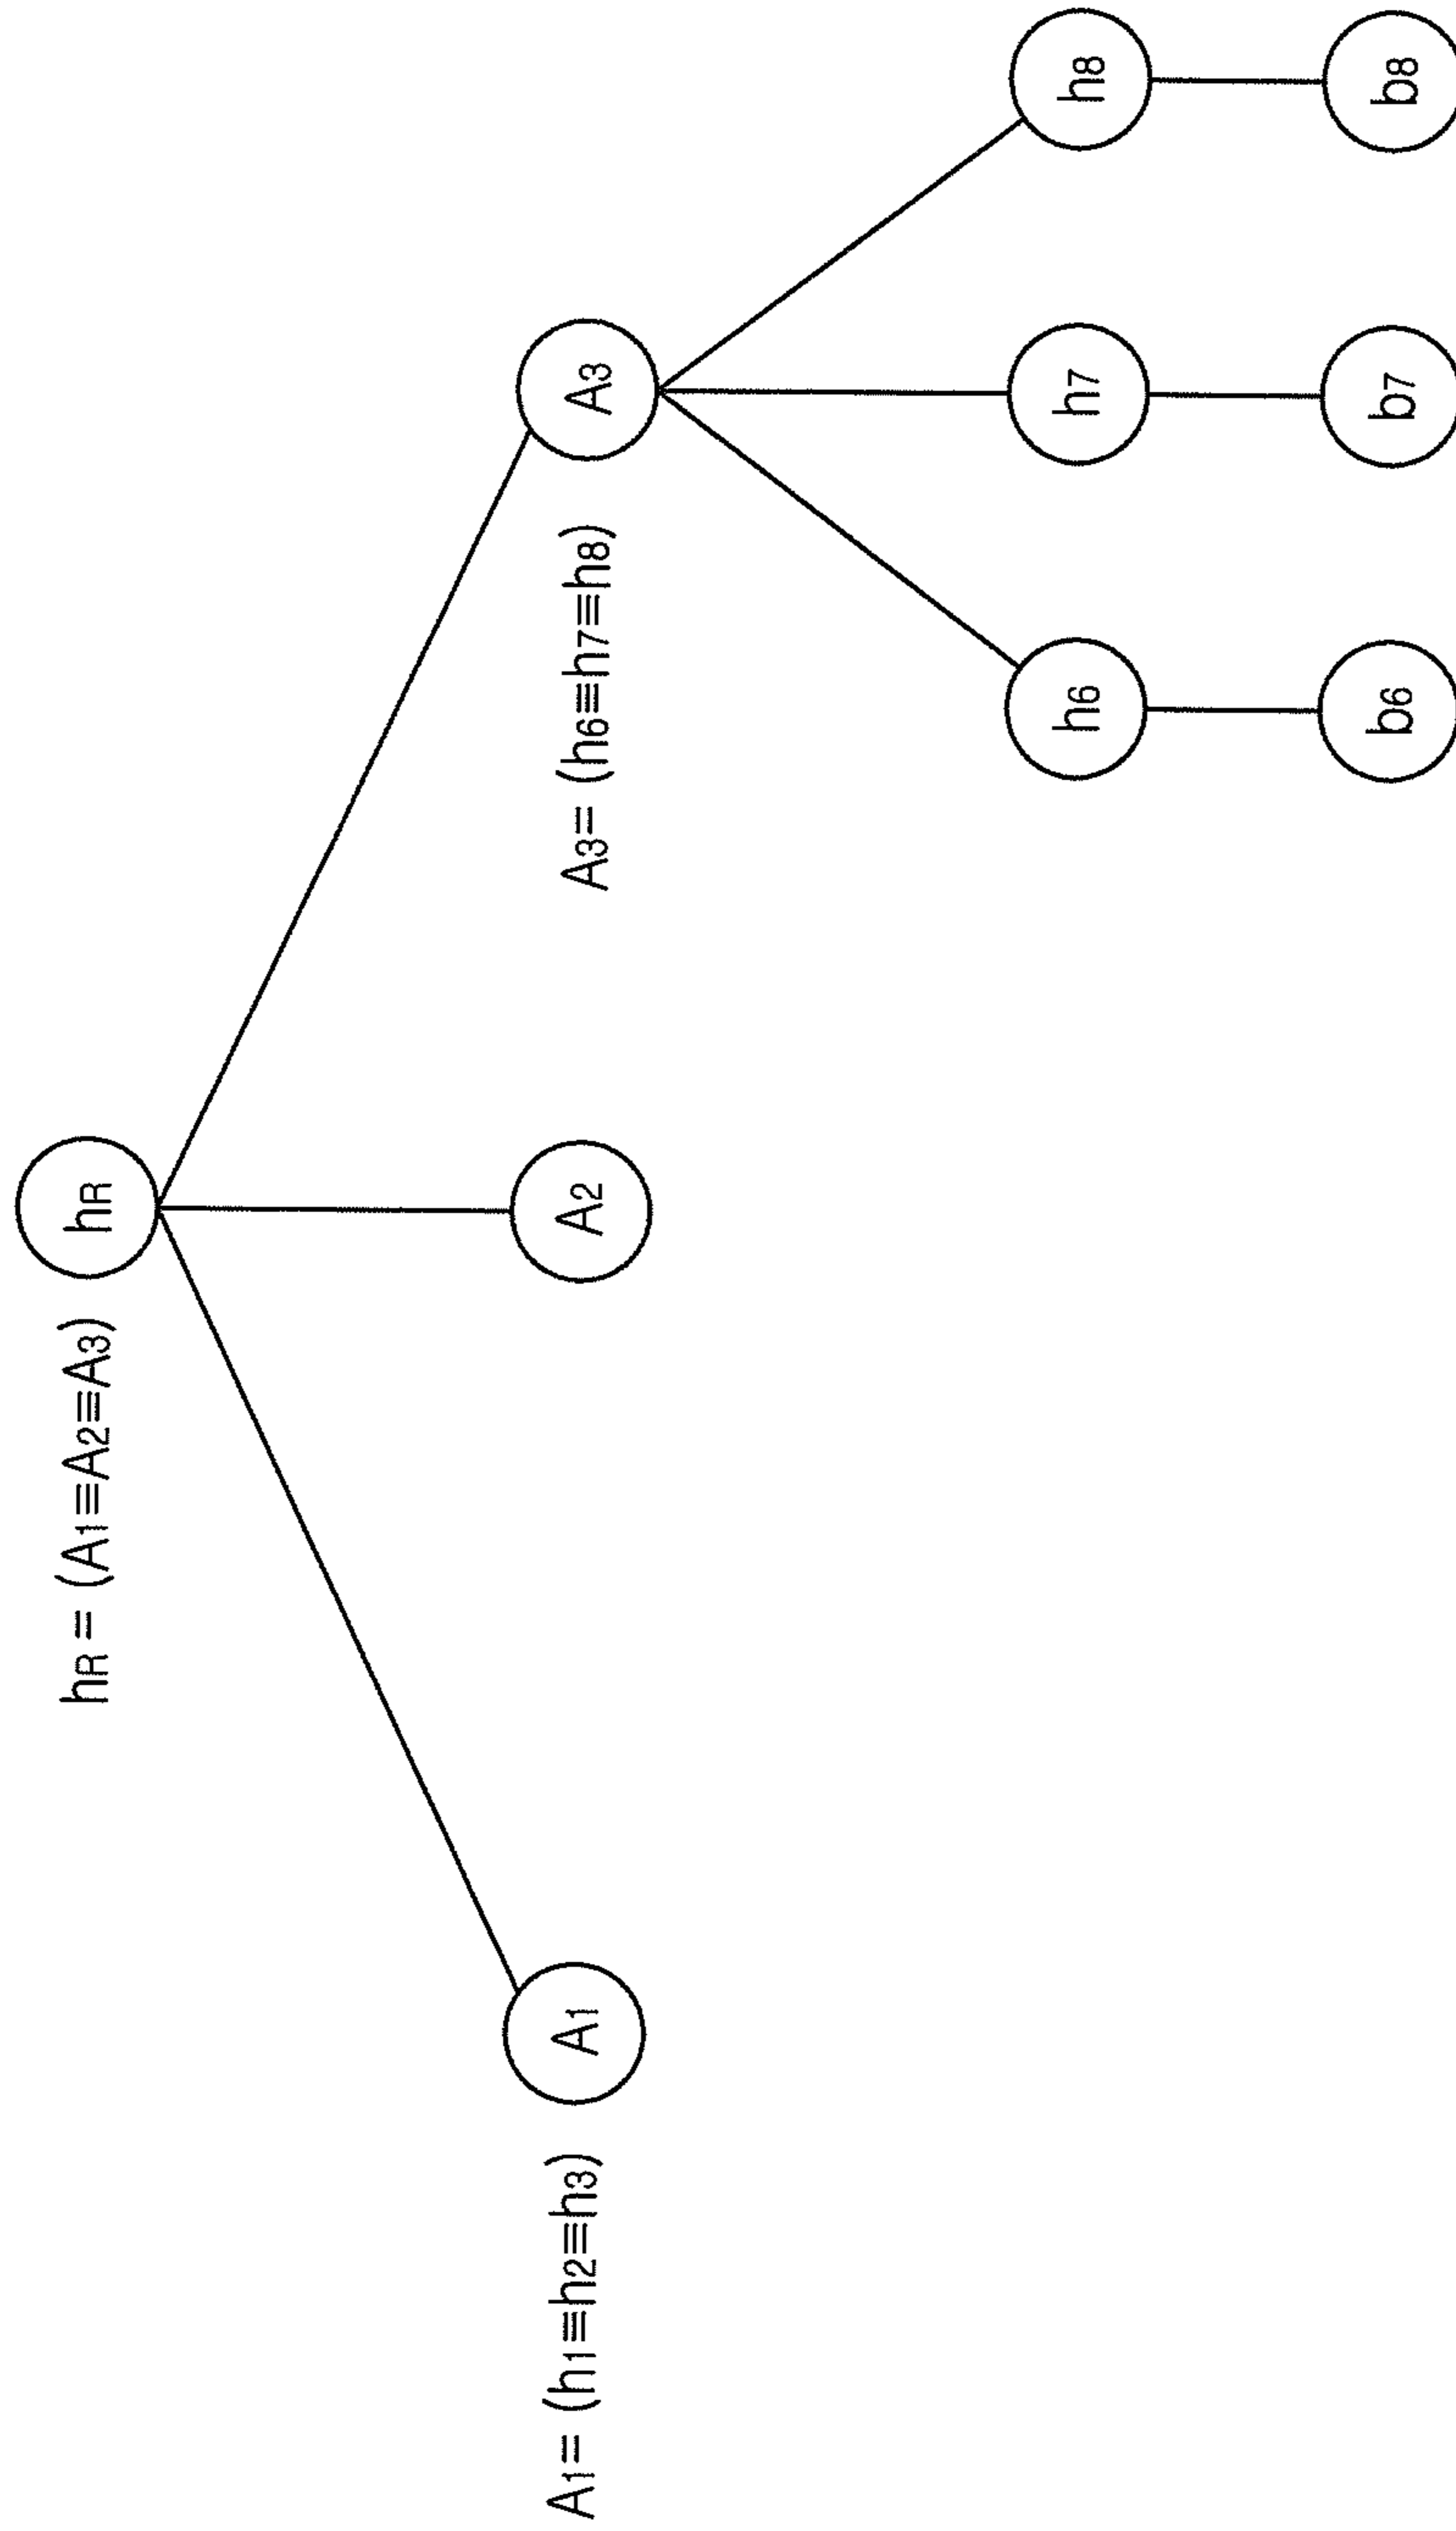 hR = (A1≡A2≡A3)
hR
A1= (h1≡h2≡h3)
A1
A2
A3= (h6≡h7≡h8)
A3
h6
h7
h8
b6
b7
b8